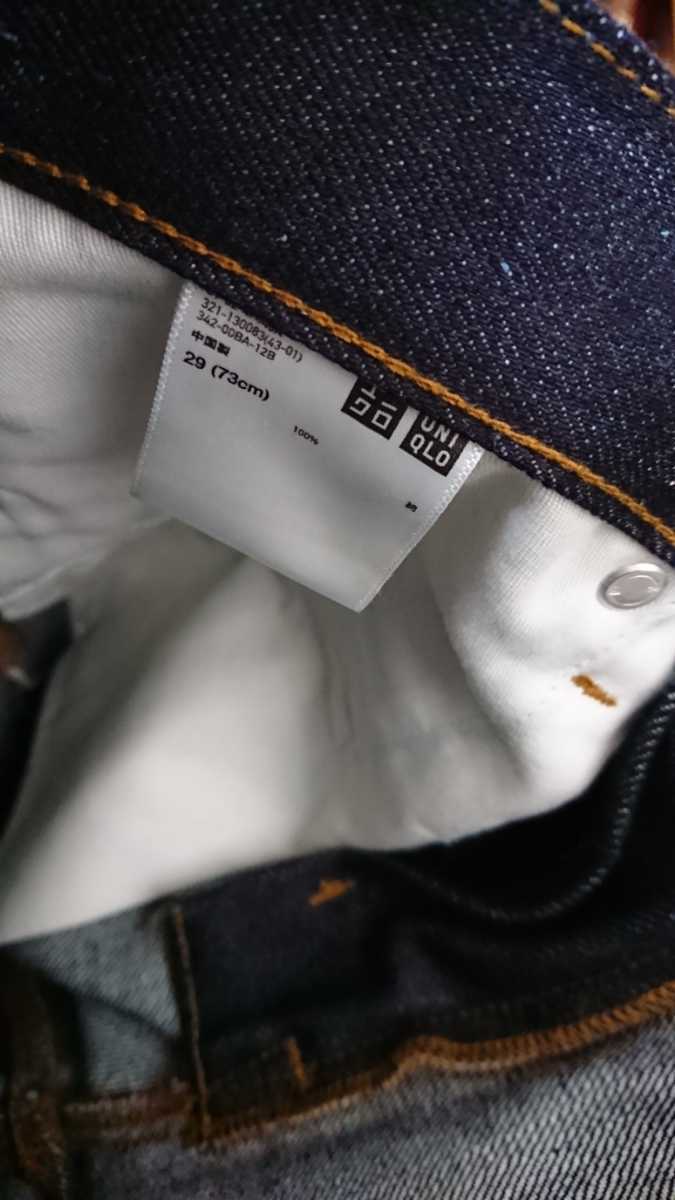 321-130083(43-01)
342-00BA-12B
中国製
29 (73cm)
ユニ
クロ
UNI
QLO
100%
綿